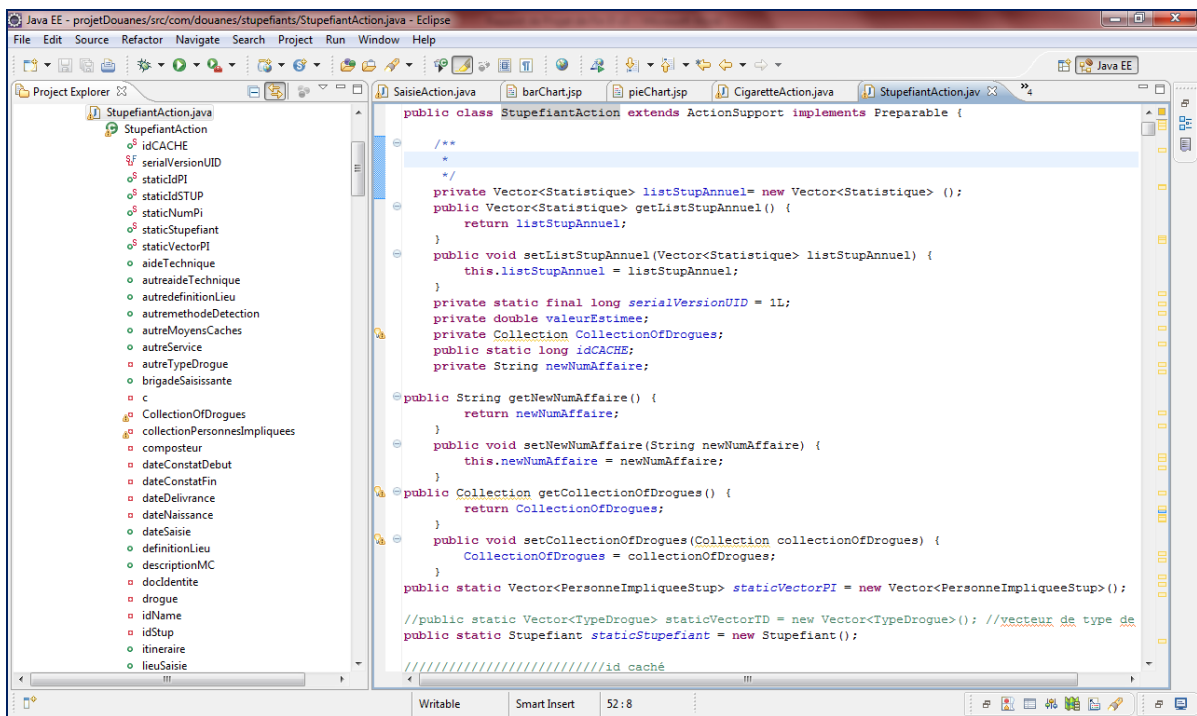 Java EE - projetDouanes/src/com/douanes/stupefiants/StupefiantAction.java - Eclipse
File Edit Source Refactor Navigate Search Project Run Window Help
Java EE
Project Explorer
SaisieAction.java barChart.jsp pieChart.jsp CigaretteAction.java StupefiantAction.jav »4
StupefiantAction.java
StupefiantAction
idCACHE
serialVersionUID
staticIdPI
staticIdSTUP
staticNumPi
staticStupefiant
staticVectorPI
aideTechnique
autreaideTechnique
autredefinitionLieu
autremethodeDetection
autreMoyensCaches
autreService
autreTypeDrogue
brigadeSaisissante
c
CollectionOfDrogues
collectionPersonnesImpliquees
composteur
dateConstatDebut
dateConstatFin
dateDelivrance
dateNaissance
dateSaisie
definitionLieu
descriptionMC
docIdentite
drogue
idName
idStup
itineraire
lieuSaisie
public class StupefiantAction extends ActionSupport implements Preparable {
/**
*
*/
private Vector<Statistique> listStupAnnuel= new Vector<Statistique> ();
public Vector<Statistique> getListStupAnnuel() {
return listStupAnnuel;
}
public void setListStupAnnuel(Vector<Statistique> listStupAnnuel) {
this.listStupAnnuel = listStupAnnuel;
}
private static final long serialVersionUID = 1L;
private double valeurEstimee;
private Collection CollectionOfDrogues;
public static long idCACHE;
private String newNumAffaire;
public String getNewNumAffaire() {
return newNumAffaire;
}
public void setNewNumAffaire(String newNumAffaire) {
this.newNumAffaire = newNumAffaire;
}
public Collection getCollectionOfDrogues() {
return CollectionOfDrogues;
}
public void setCollectionOfDrogues(Collection collectionOfDrogues) {
CollectionOfDrogues = collectionOfDrogues;
}
public static Vector<PersonneImpliqueeStup> staticVectorPI = new Vector<PersonneImpliqueeStup>();
//public static Vector<TypeDrogue> staticVectorTD = new Vector<TypeDrogue>(); //vecteur de type de
public static Stupefiant staticStupefiant = new Stupefiant();
///////////////////////////id caché
Writable Smart Insert 52 : 8